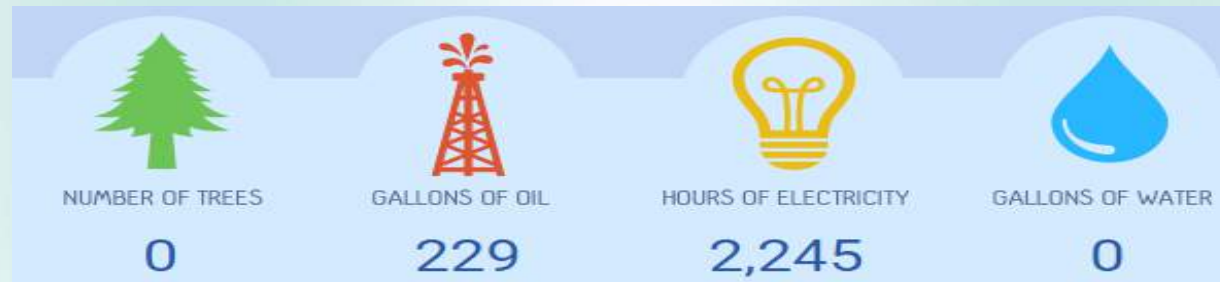 NUMBER OF TREES
0
GALLONS OF OIL
229
HOURS OF ELECTRICITY
2,245
GALLONS OF WATER
0